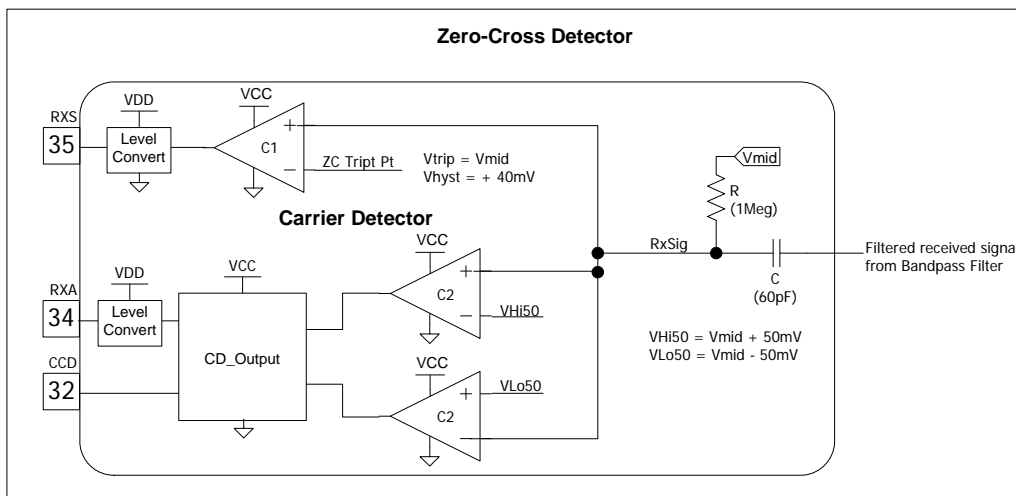 Zero-Cross Detector
RXS
35
VDD
Level
Convert
VCC
C1
+
−
ZC Tript Pt
Vtrip = Vmid
Vhyst = + 40mV
Vmid
R
(1Meg)
Carrier Detector
RxSig
C
(60pF)
Filtered received signa
from Bandpass Filter
RXA
34
VDD
Level
Convert
VCC
CD_Output
CCD
32
VCC
C2
+
−
VHi50
VHi50 = Vmid + 50mV
VLo50 = Vmid - 50mV
VCC
C2
+
−
VLo50